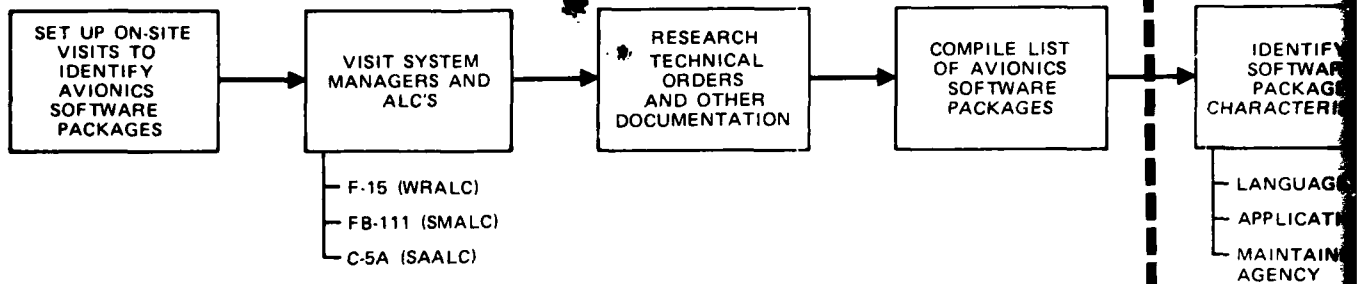 SET UP ON-SITE
VISITS TO
IDENTIFY
AVIONICS
SOFTWARE
PACKAGES
VISIT SYSTEM
MANAGERS AND
ALC'S
F-15 (WRALC)
FB-111 (SMALC)
C-5A (SAALC)
RESEARCH
TECHNICAL
ORDERS
AND OTHER
DOCUMENTATION
COMPILE LIST
OF AVIONICS
SOFTWARE
PACKAGES
IDENTIFY
AGENCY